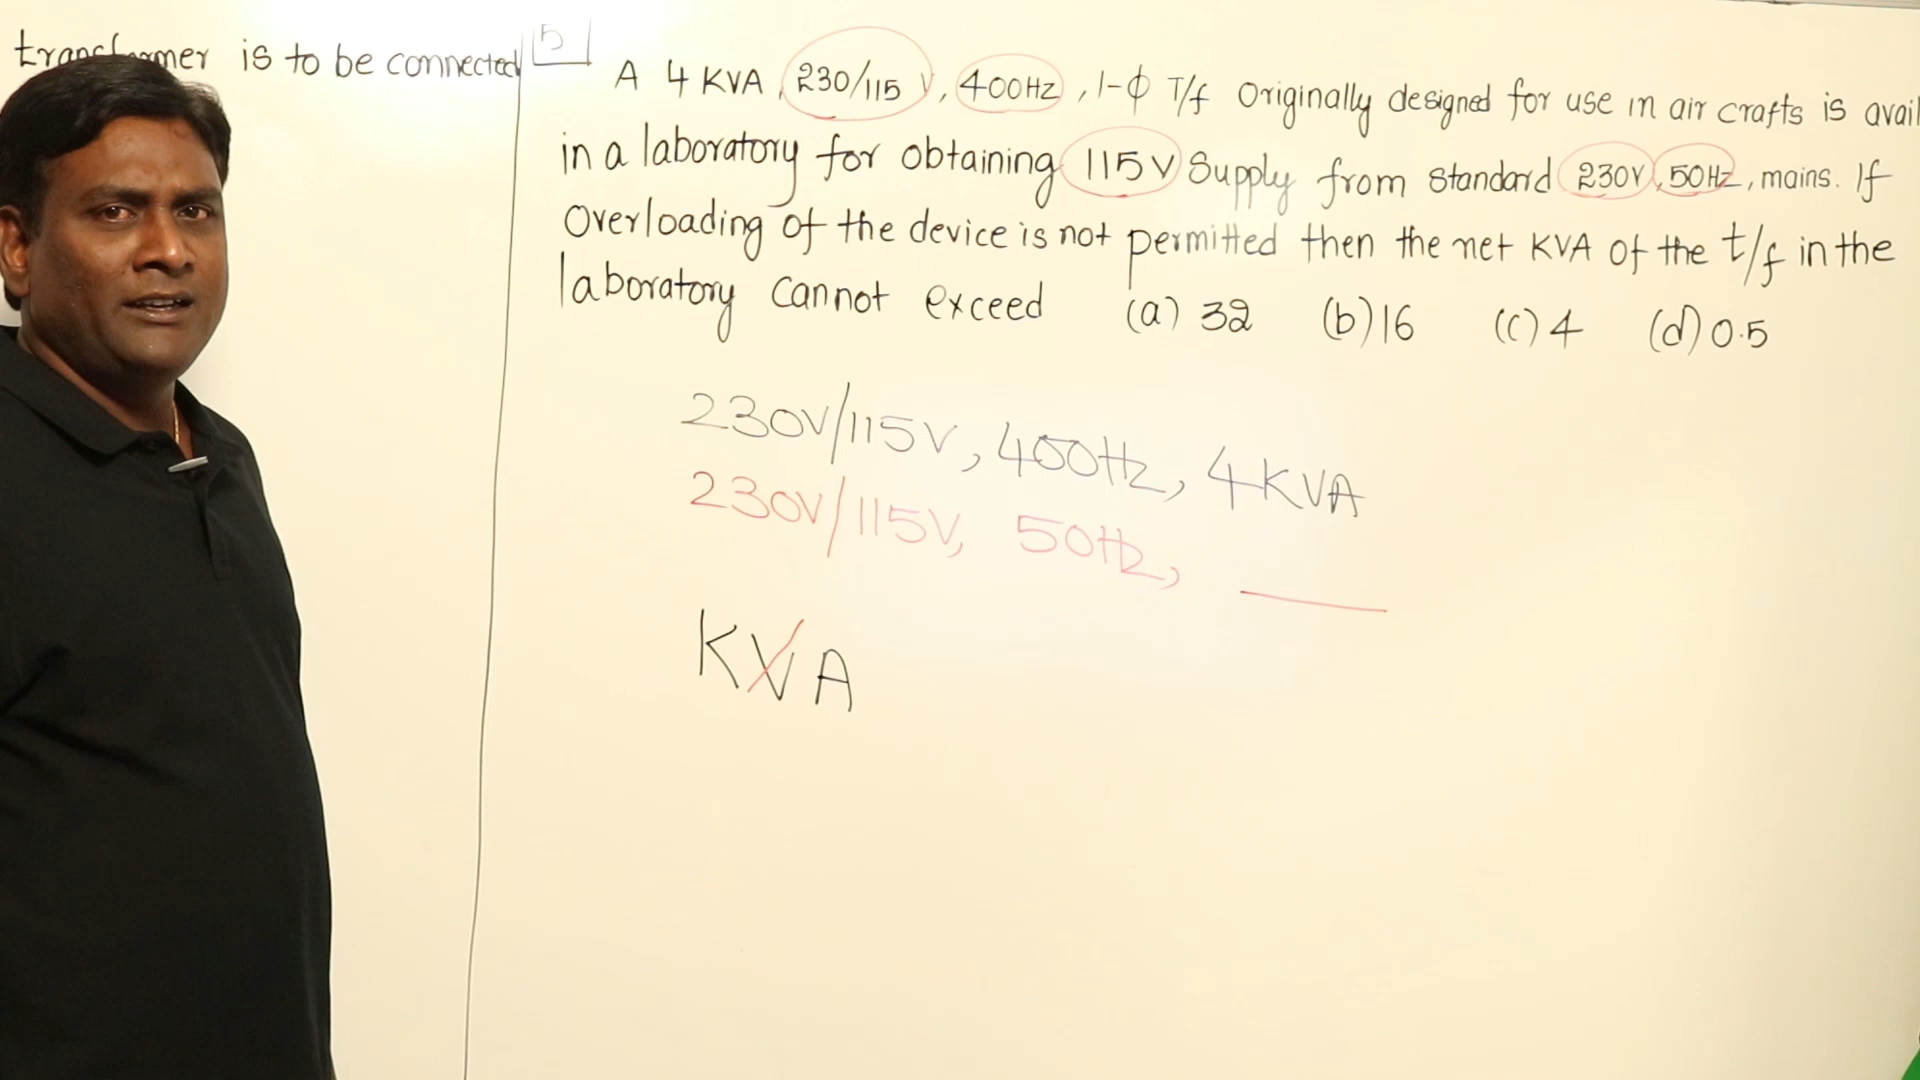 transformer is to be connected
5
A 4 KVA, 230/115 V, 400Hz, 1-ϕ T/f Originally designed for use in air crafts is avail
in a laboratory for obtaining 115V Supply from standard 230V, 50Hz, mains. If
Overloading of the device is not permitted then the net KVA of the t/f in the
laboratory cannot exceed (a) 32 (b) 16 (c) 4 (d) 0.5
230V/115V, 400Hz, 4KVA
230V/115V, 50Hz,
KVA